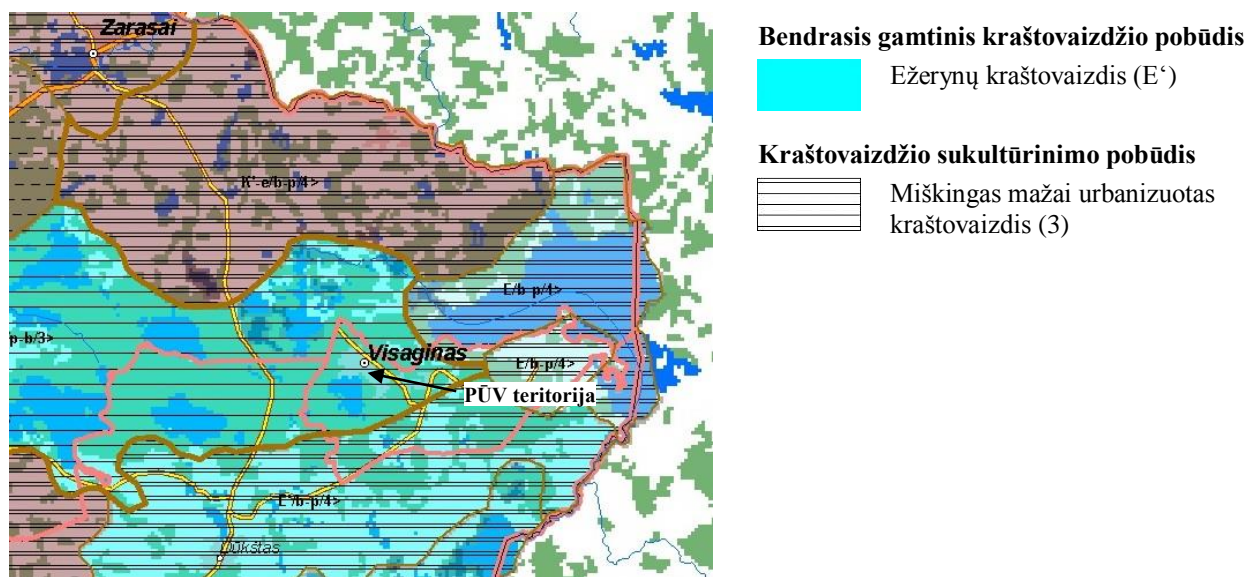 Zarasai
K'-e/b-p/4>
E/b-p/4>
p-b/3>
Visaginas
E/b-p/4>
PŪV teritorija
E'/b-p/4>
Dūkštas
Bendrasis gamtinis kraštovaizdžio pobūdis
Ežerynų kraštovaizdis (E‘)
Kraštovaizdžio sukultūrinimo pobūdis
Miškingas mažai urbanizuotas
kraštovaizdis (3)